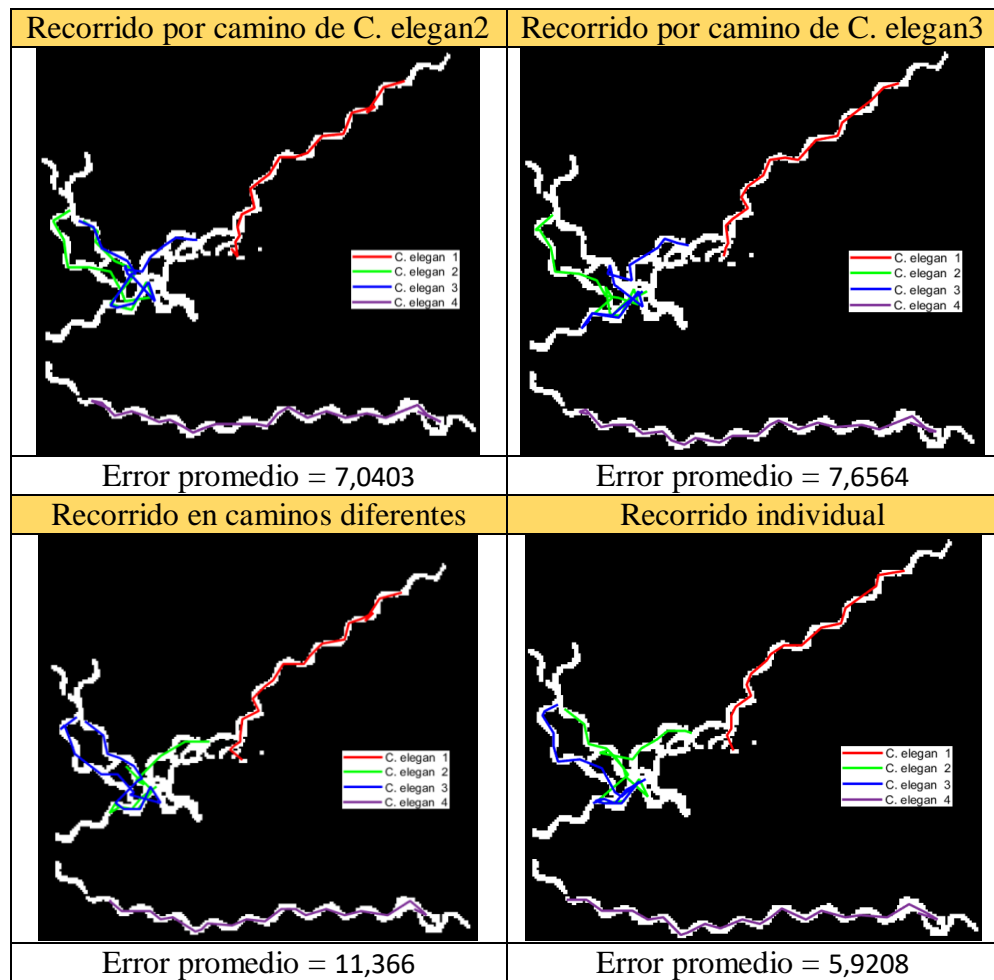 Recorrido por camino de C. elegan2
Recorrido por camino de C. elegan3
C. elegan 1
C. elegan 2
C. elegan 3
C. elegan 4
C. elegan 1
C. elegan 2
C. elegan 3
C. elegan 4
Error promedio = 7,0403
Error promedio = 7,6564
Recorrido en caminos diferentes
Recorrido individual
C. elegan 1
C. elegan 2
C. elegan 3
C. elegan 4
C. elegan 1
C. elegan 2
C. elegan 3
C. elegan 4
Error promedio = 11,366
Error promedio = 5,9208